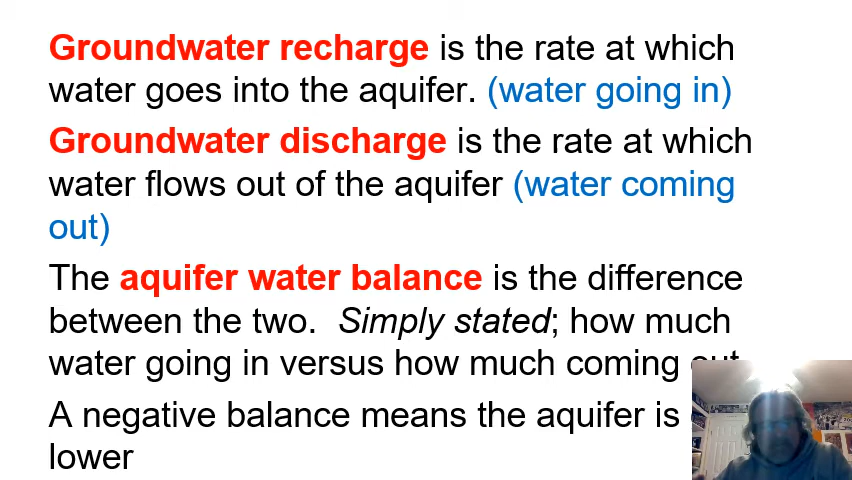 Groundwater recharge is the rate at which
water goes into the aquifer. (water going in)
Groundwater discharge is the rate at which
water flows out of the aquifer (water coming
out)
The aquifer water balance is the difference
between the two. Simply stated; how much
water going in versus how much coming out
A negative balance means the aquifer is
lower